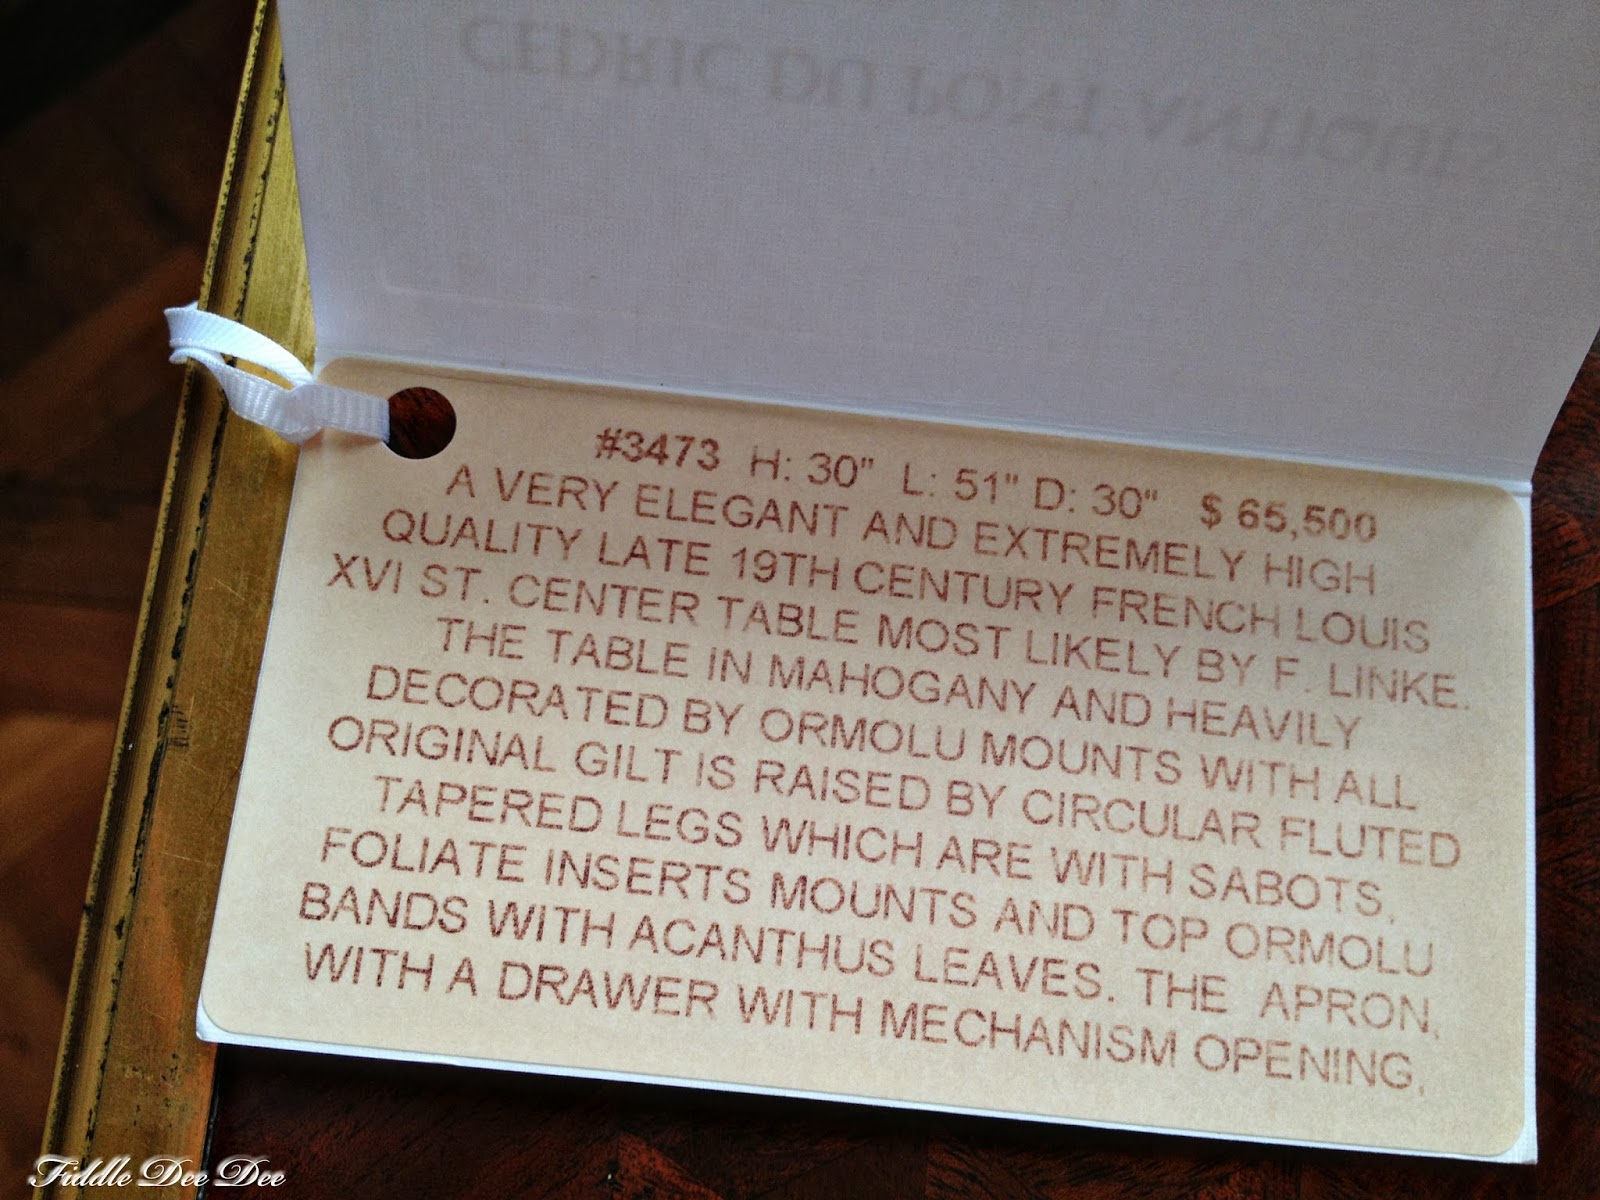 CEDRIC DUPONT ANTIQUES
#3473 H: 30" L: 51" D: 30" $ 65,500
A VERY ELEGANT AND EXTREMELY HIGH
QUALITY LATE 19TH CENTURY FRENCH LOUIS
XVI ST. CENTER TABLE MOST LIKELY BY F. LINKE.
THE TABLE IN MAHOGANY AND HEAVILY
DECORATED BY ORMOLU MOUNTS WITH ALL
ORIGINAL GILT IS RAISED BY CIRCULAR FLUTED
TAPERED LEGS WHICH ARE WITH SABOTS,
FOLIATE INSERTS MOUNTS AND TOP ORMOLU
BANDS WITH ACANTHUS LEAVES. THE APRON,
WITH A DRAWER WITH MECHANISM OPENING,
Fiddle Dee Dee